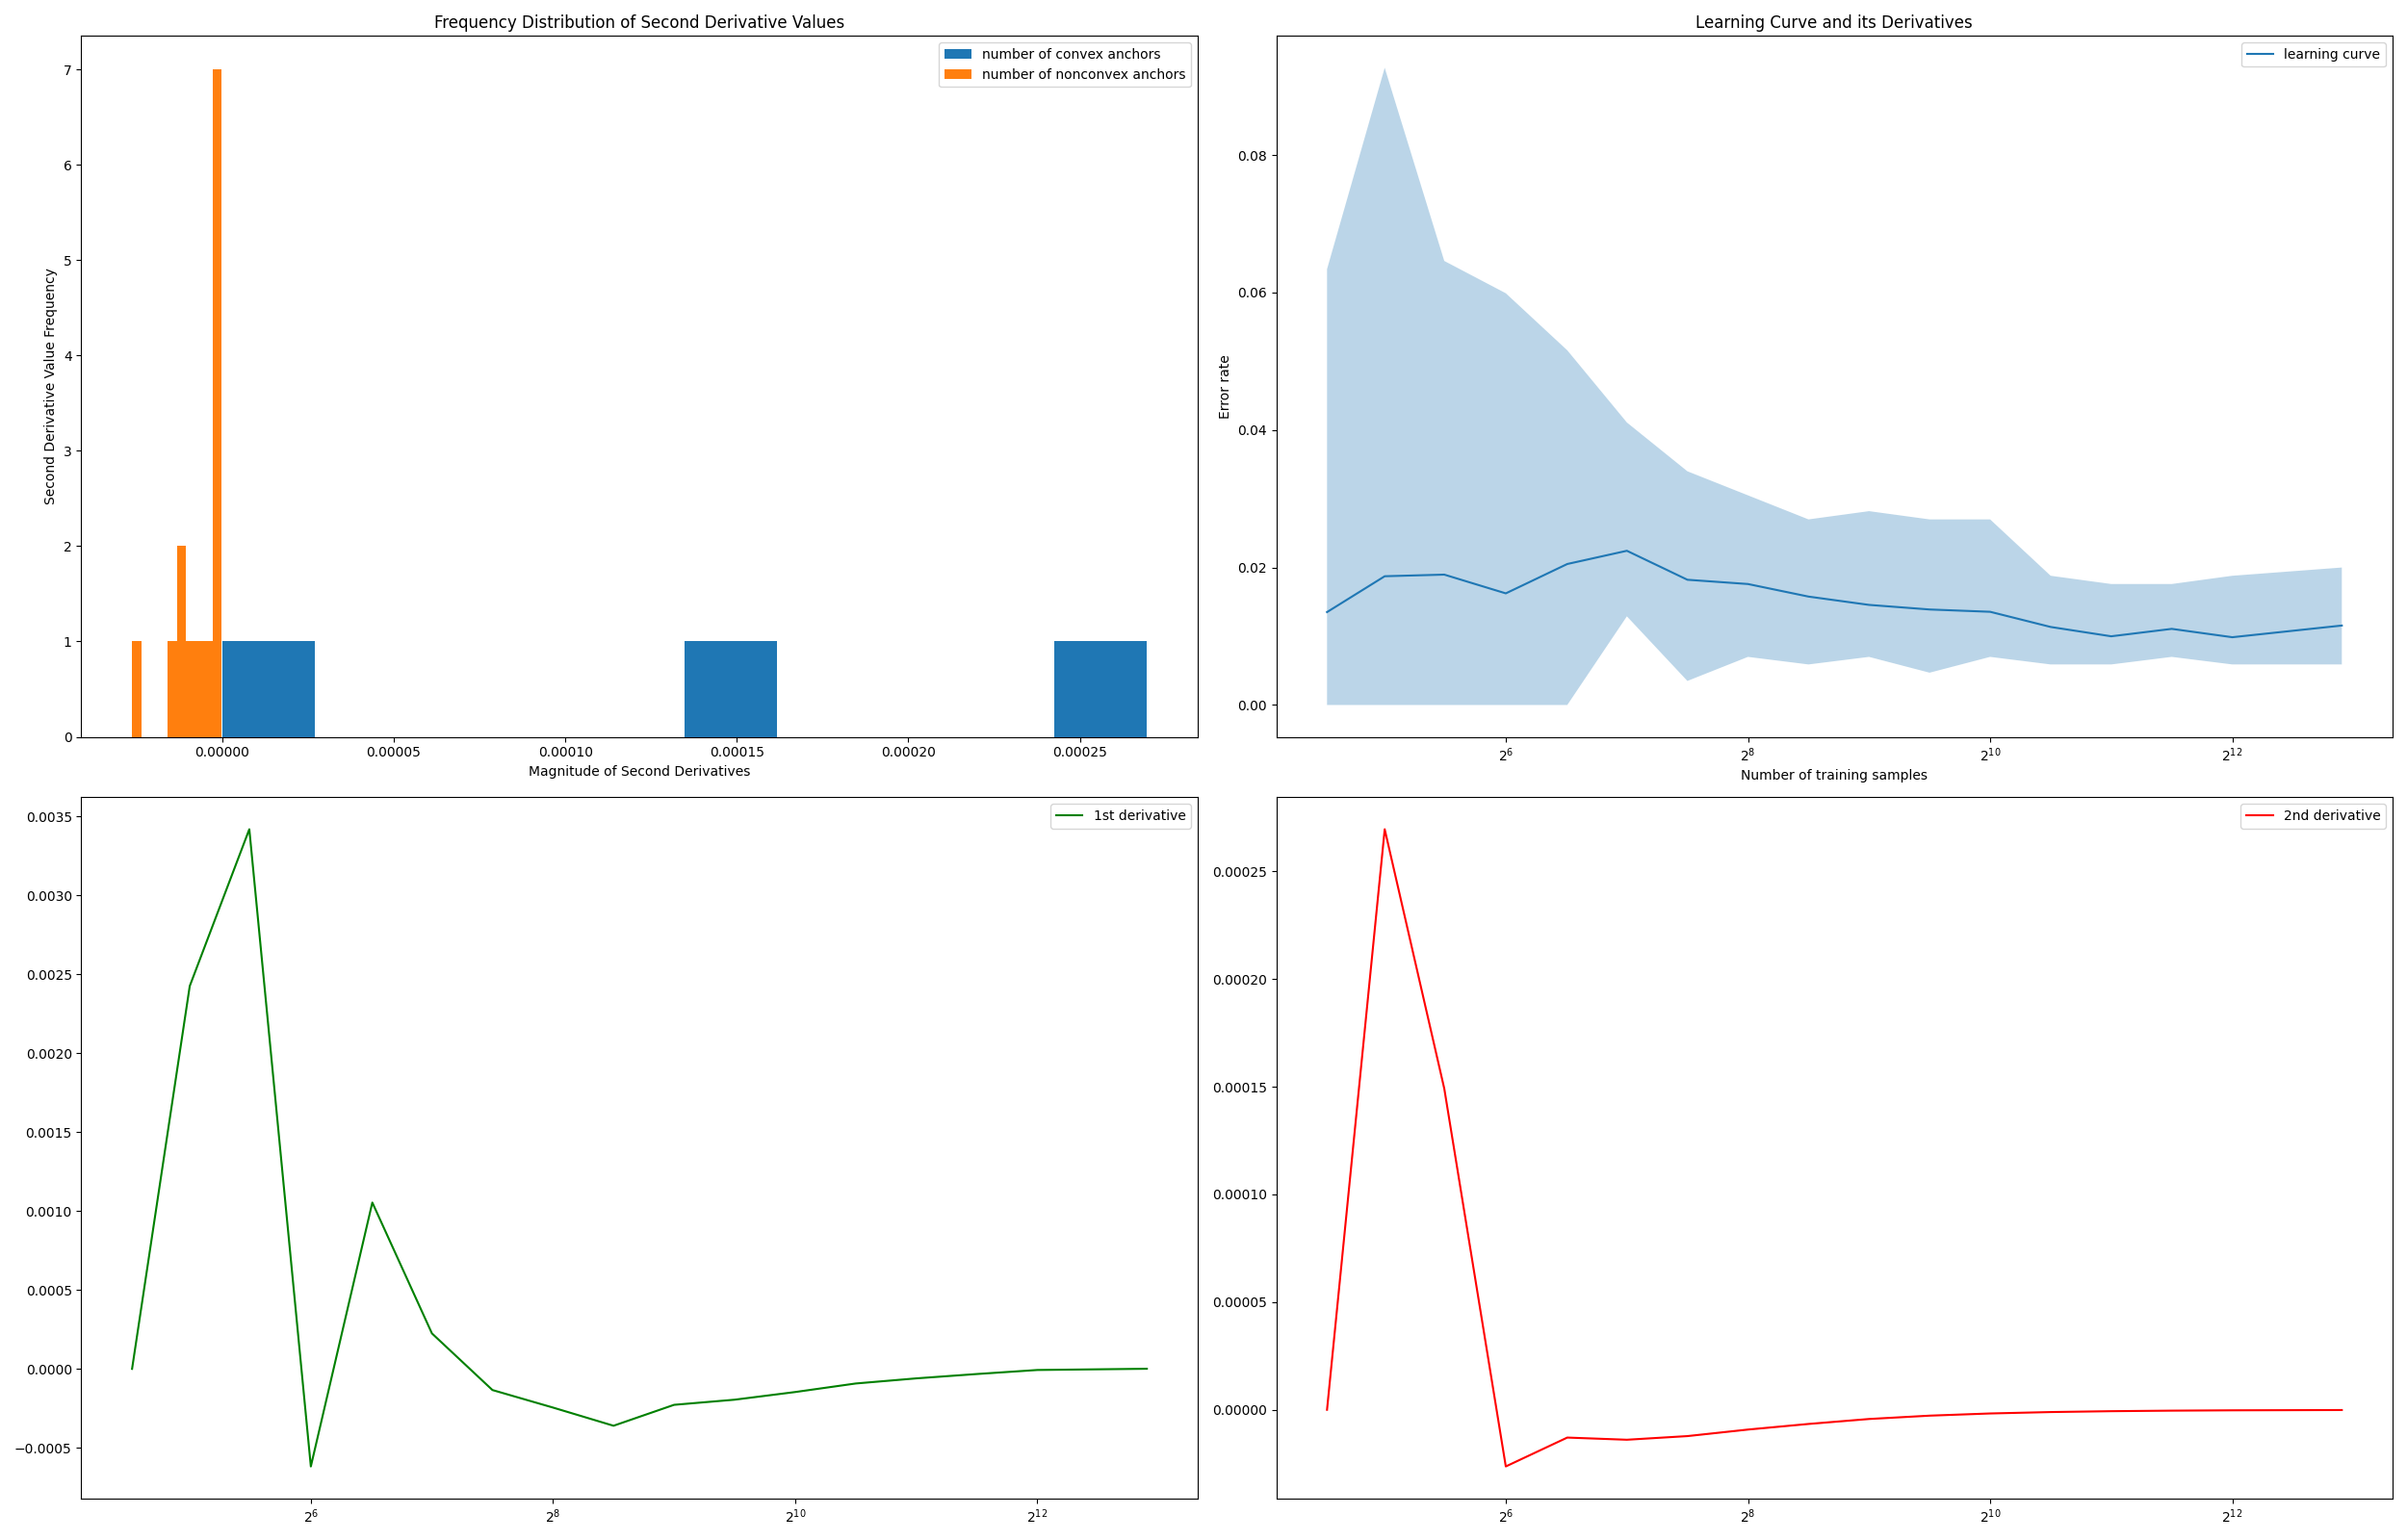 Frequency Distribution of Second Derivative Values
number of convex anchors
number of nonconvex anchors
7
6
5
4
3
2
1
0
Second Derivative Value Frequency
0.00000 0.00005 0.00010 0.00015 0.00020 0.00025
Magnitude of Second Derivatives
Learning Curve and its Derivatives
learning curve
0.08
0.06
0.04
0.02
0.00
Error rate
2^6 2^8 2^10 2^12
Number of training samples
1st derivative
0.0035
0.0030
0.0025
0.0020
0.0015
0.0010
0.0005
0.0000
−0.0005
2^6 2^8 2^10 2^12
2nd derivative
0.00025
0.00020
0.00015
0.00010
0.00005
0.00000
2^6 2^8 2^10 2^12